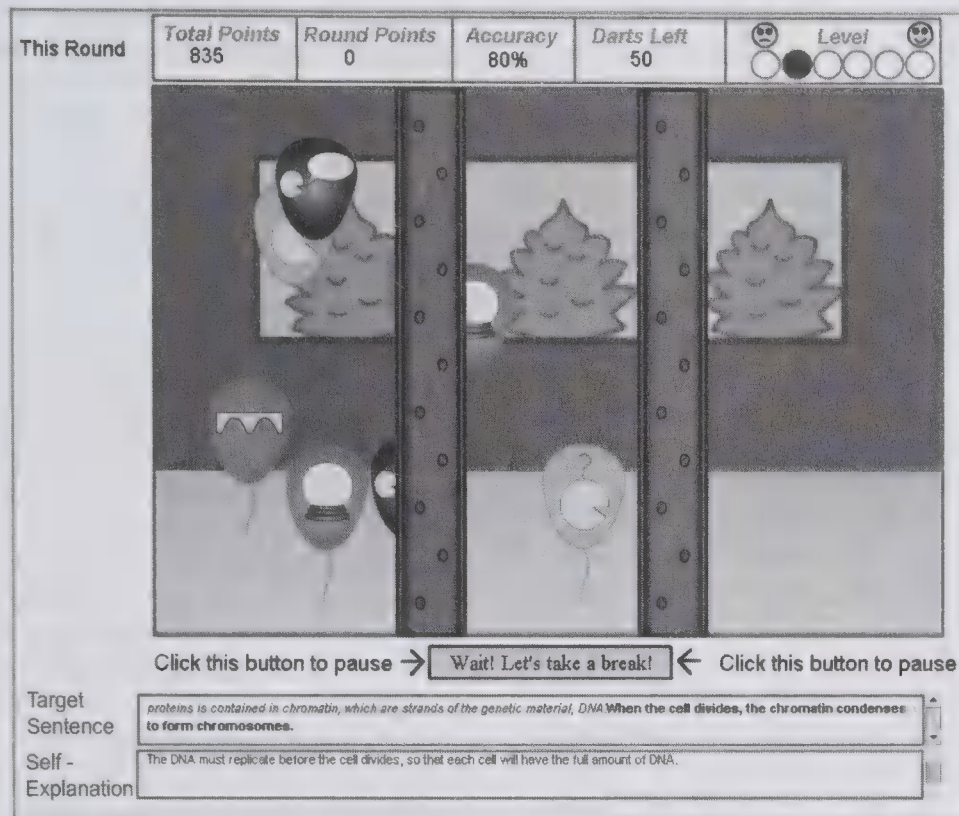 This Round
Total Points Round Points Accuracy Darts Left Level
835 0 80% 50
?
Click this button to pause → Wait! Let's take a break! ← Click this button to pause
Target Sentence
proteins is contained in chromatin, which are strands of the genetic material, DNA.When the cell divides, the chromatin condenses
to form chromosomes.
Self - Explanation
The DNA must replicate before the cell divides, so that each cell will have the full amount of DNA.